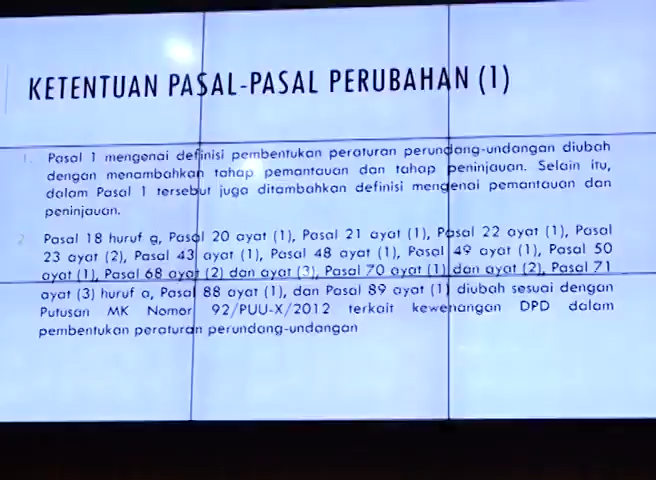 KETENTUAN PASAL-PASAL PERUBAHAN (1)
1. Pasal 1 mengenai definisi pembentukan peraturan perundang-undangan diubah
dengan menambahkan tahap pemantauan dan tahap peninjauan. Selain itu,
dalam Pasal 1 tersebut juga ditambahkan definisi mengenai pemantauan dan
peninjauan.
2. Pasal 18 huruf g, Pasal 20 ayat (1), Pasal 21 ayat (1), Pasal 22 ayat (1), Pasal
23 ayat (2), Pasal 43 ayat (1), Pasal 48 ayat (1), Pasal 49 ayat (1), Pasal 50
ayat (1), Pasal 68 ayat (2) dan ayat (3), Pasal 70 ayat (1) dan ayat (2), Pasal 71
ayat (3) huruf a, Pasal 88 ayat (1), dan Pasal 89 ayat (1) diubah sesuai dengan
Putusan MK Nomor 92/PUU-X/2012 terkait kewenangan DPD dalam
pembentukan peraturan perundang-undangan